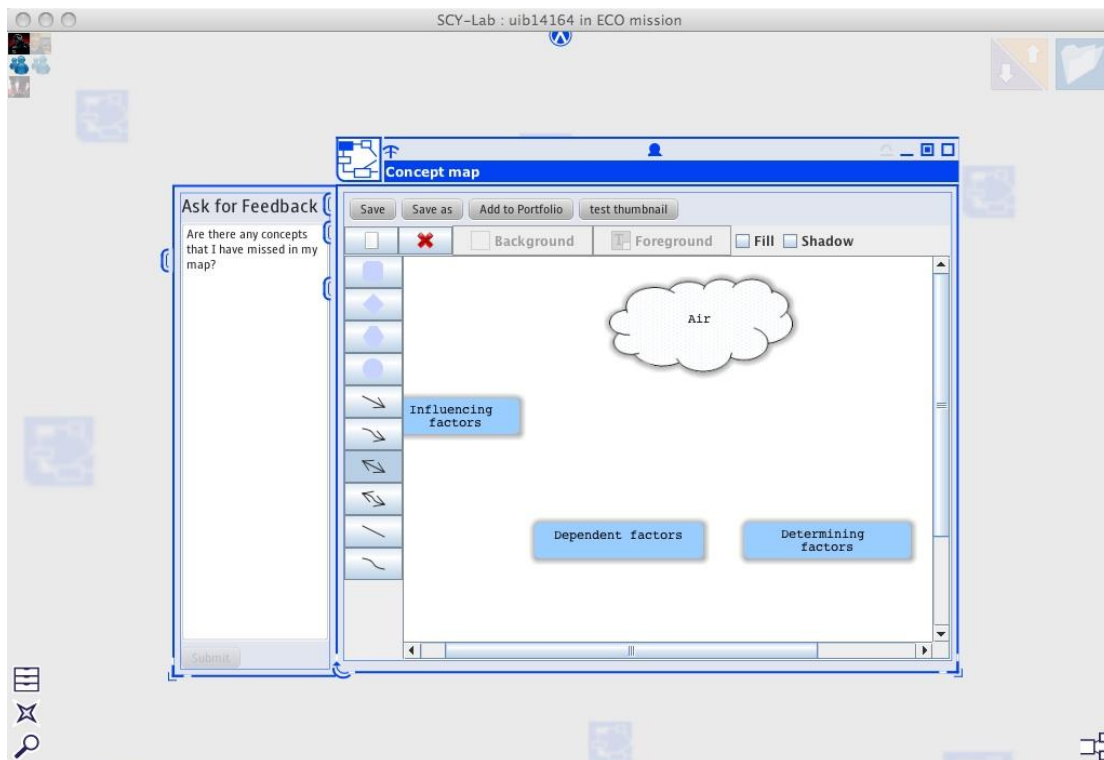 SCY-Lab : uib14164 in ECO mission
Concept map
Ask for Feedback
Are there any concepts
that I have missed in my
map?
Submit
Save Save as Add to Portfolio test thumbnail
Background Foreground Fill Shadow
Air
Influencing
factors
Dependent factors
Determining
factors